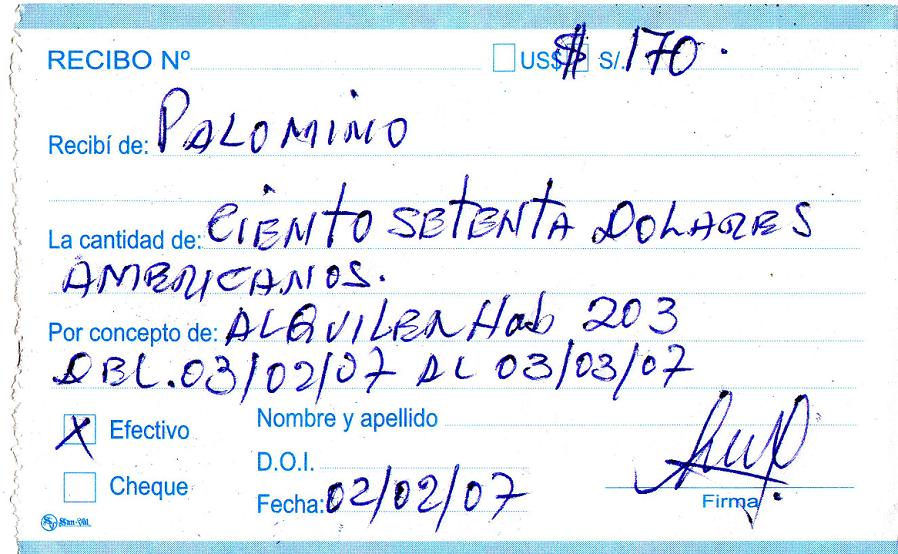 RECIBO Nº US$ $ S/. 170.
Recibí de: PALOMINO
La cantidad de: CIENTO SETENTA DOLARES
AMERICANOS.
Por concepto de: ALQUILER Hab 203
DEL. 03/02/07 AL 03/03/07
X Efectivo
Nombre y apellido
D.O.I.
Cheque
Fecha: 02/02/07
Firma